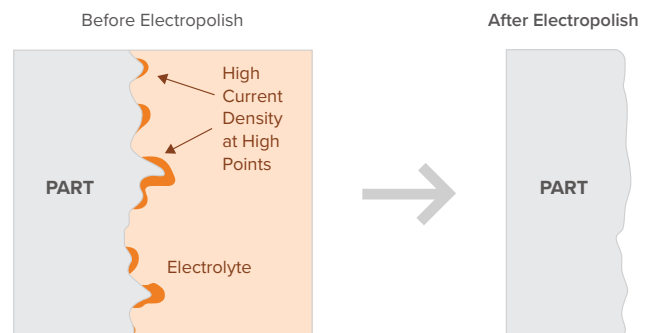 Before Electropolish
After Electropolish
High
Current
Density
at High
Points
PART
PART
Electrolyte